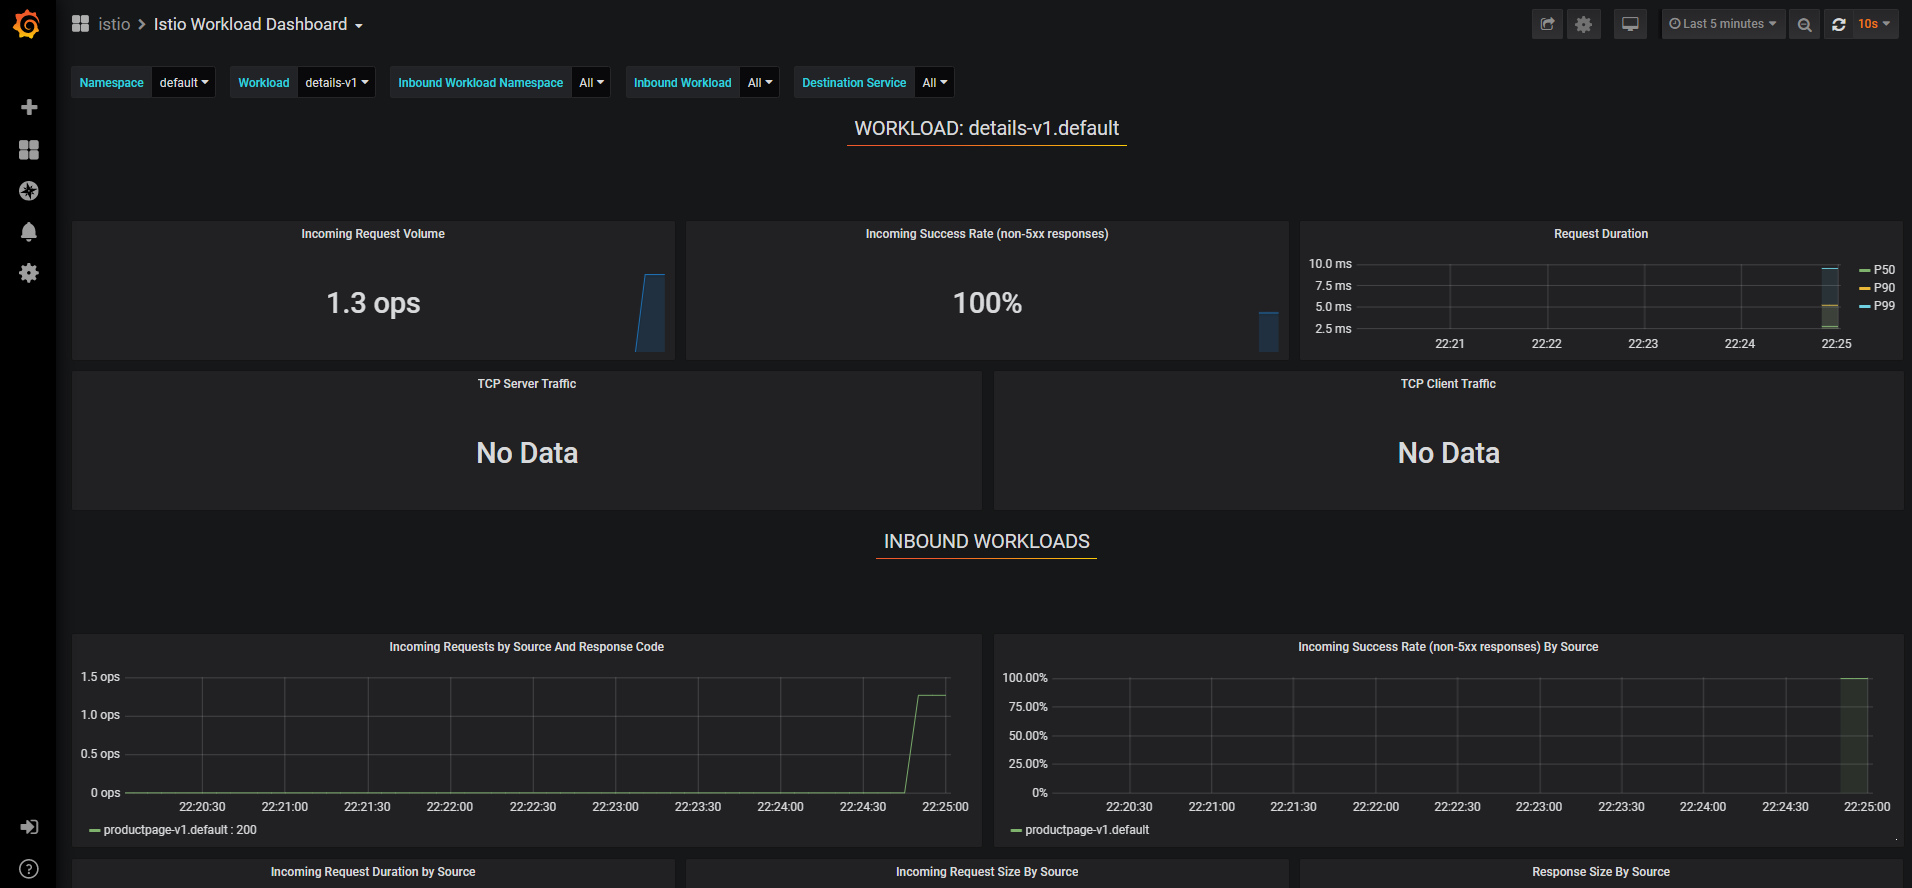 istio > Istio Workload Dashboard
Last 5 minutes
10s
Namespace default
Workload details-v1
Inbound Workload Namespace All
Inbound Workload All
Destination Service All
WORKLOAD: details-v1.default
Incoming Request Volume
1.3 ops
Incoming Success Rate (non-5xx responses)
100%
Request Duration
10.0 ms
7.5 ms
5.0 ms
2.5 ms
22:21 22:22 22:23 22:24 22:25
P50
P90
P99
TCP Server Traffic
No Data
TCP Client Traffic
No Data
INBOUND WORKLOADS
Incoming Requests by Source And Response Code
1.5 ops
1.0 ops
0.5 ops
0 ops
22:20:30 22:21:00 22:21:30 22:22:00 22:22:30 22:23:00 22:23:30 22:24:00 22:24:30 22:25:00
productpage-v1.default : 200
Incoming Success Rate (non-5xx responses) By Source
100.00%
75.00%
50.00%
25.00%
0%
22:20:30 22:21:00 22:21:30 22:22:00 22:22:30 22:23:00 22:23:30 22:24:00 22:24:30 22:25:00
productpage-v1.default
Incoming Request Duration by Source
Incoming Request Size By Source
Response Size By Source